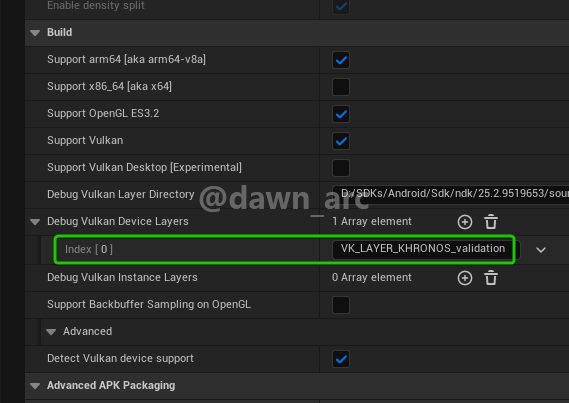 Enable density split
Build
Support arm64 [aka arm64-v8a]
Support x86_64 [aka x64]
Support OpenGL ES3.2
Support Vulkan
Support Vulkan Desktop [Experimental]
Debug Vulkan Layer Directory D:/SDKs/Android/Sdk/ndk/25.2.9519653/sour
@dawn_arc
Debug Vulkan Device Layers 1 Array element
Index [ 0 ] VK_LAYER_KHRONOS_validation
Debug Vulkan Instance Layers 0 Array element
Support Backbuffer Sampling on OpenGL
Advanced
Detect Vulkan device support
Advanced APK Packaging